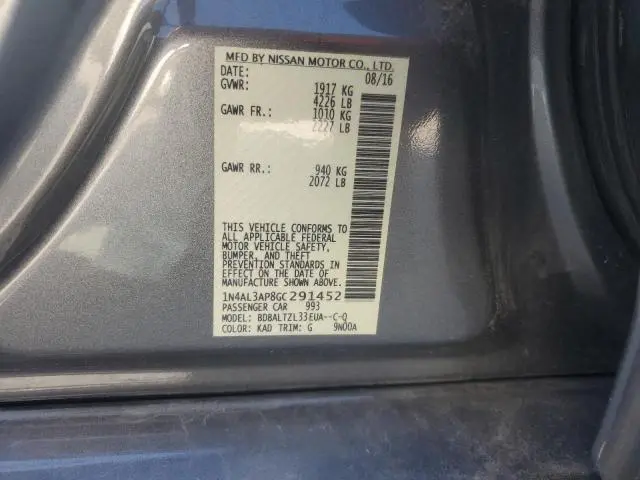 MFD BY NISSAN MOTOR CO., LTD.
DATE: 08/16
GVWR: 1917 KG
4226 LB
GAWR FR.: 1010 KG
2227 LB
GAWR RR.: 940 KG
2072 LB
THIS VEHICLE CONFORMS TO
ALL APPLICABLE FEDERAL
MOTOR VEHICLE SAFETY,
BUMPER, AND THEFT
PREVENTION STANDARDS IN
EFFECT ON THE DATE OF
MANUFACTURE SHOWN ABOVE.
1N4AL3AP8GC291452
PASSENGER CAR 993
MODEL: BDBALTZL33EUA--C-Q
COLOR: KAD TRIM: G 9N00A